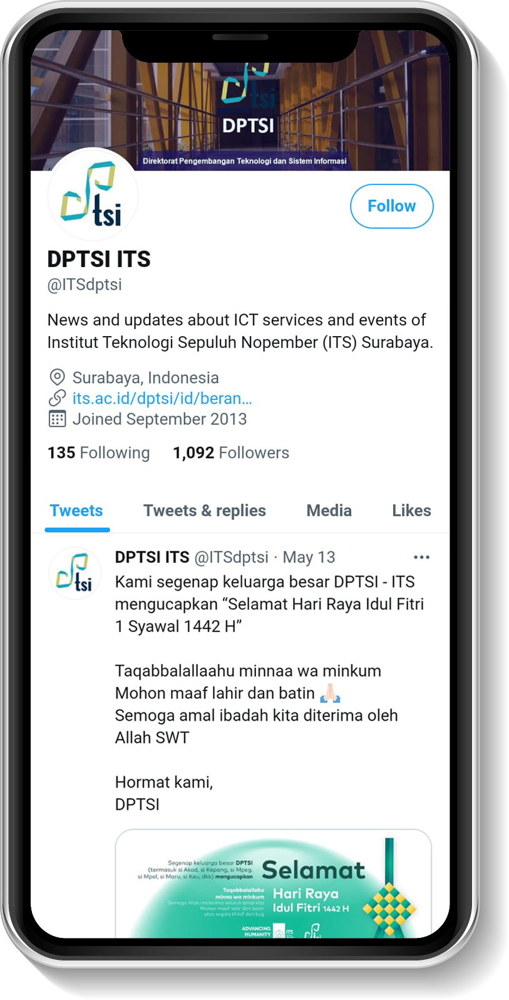 tsi
DPTSI
Direktorat Pengembangan Teknologi dan Sistem Informasi
tsi
Follow
DPTSI ITS
@ITSdptsi
News and updates about ICT services and events of
Institut Teknologi Sepuluh Nopember (ITS) Surabaya.
Surabaya, Indonesia
its.ac.id/dptsi/id/beran…
Joined September 2013
135 Following 1,092 Followers
Tweets Tweets & replies Media Likes
DPTSI ITS @ITSdptsi · May 13
Kami segenap keluarga besar DPTSI - ITS
mengucapkan “Selamat Hari Raya Idul Fitri
1 Syawal 1442 H”
Taqabbalallaahu minnaa wa minkum
Mohon maaf lahir dan batin 🙏🏻
Semoga amal ibadah kita diterima oleh
Allah SWT
Hormat kami,
DPTSI
tsi
Segenap keluarga besar DPTSI
(termasuk si Akad, si Kepang, si Mpeg,
si Mpel, si Maru, si Keu, dkk) mengucapkan
Selamat
Hari Raya
Idul Fitri 1442 H
Taqobbalallahu
minna wa minkum
Semoga Allah menerima seluruh amal kita
Mohon maaf lahir dan batin
atas segala khilaf dan bug
ADVANCING
HUMANITY
ITS